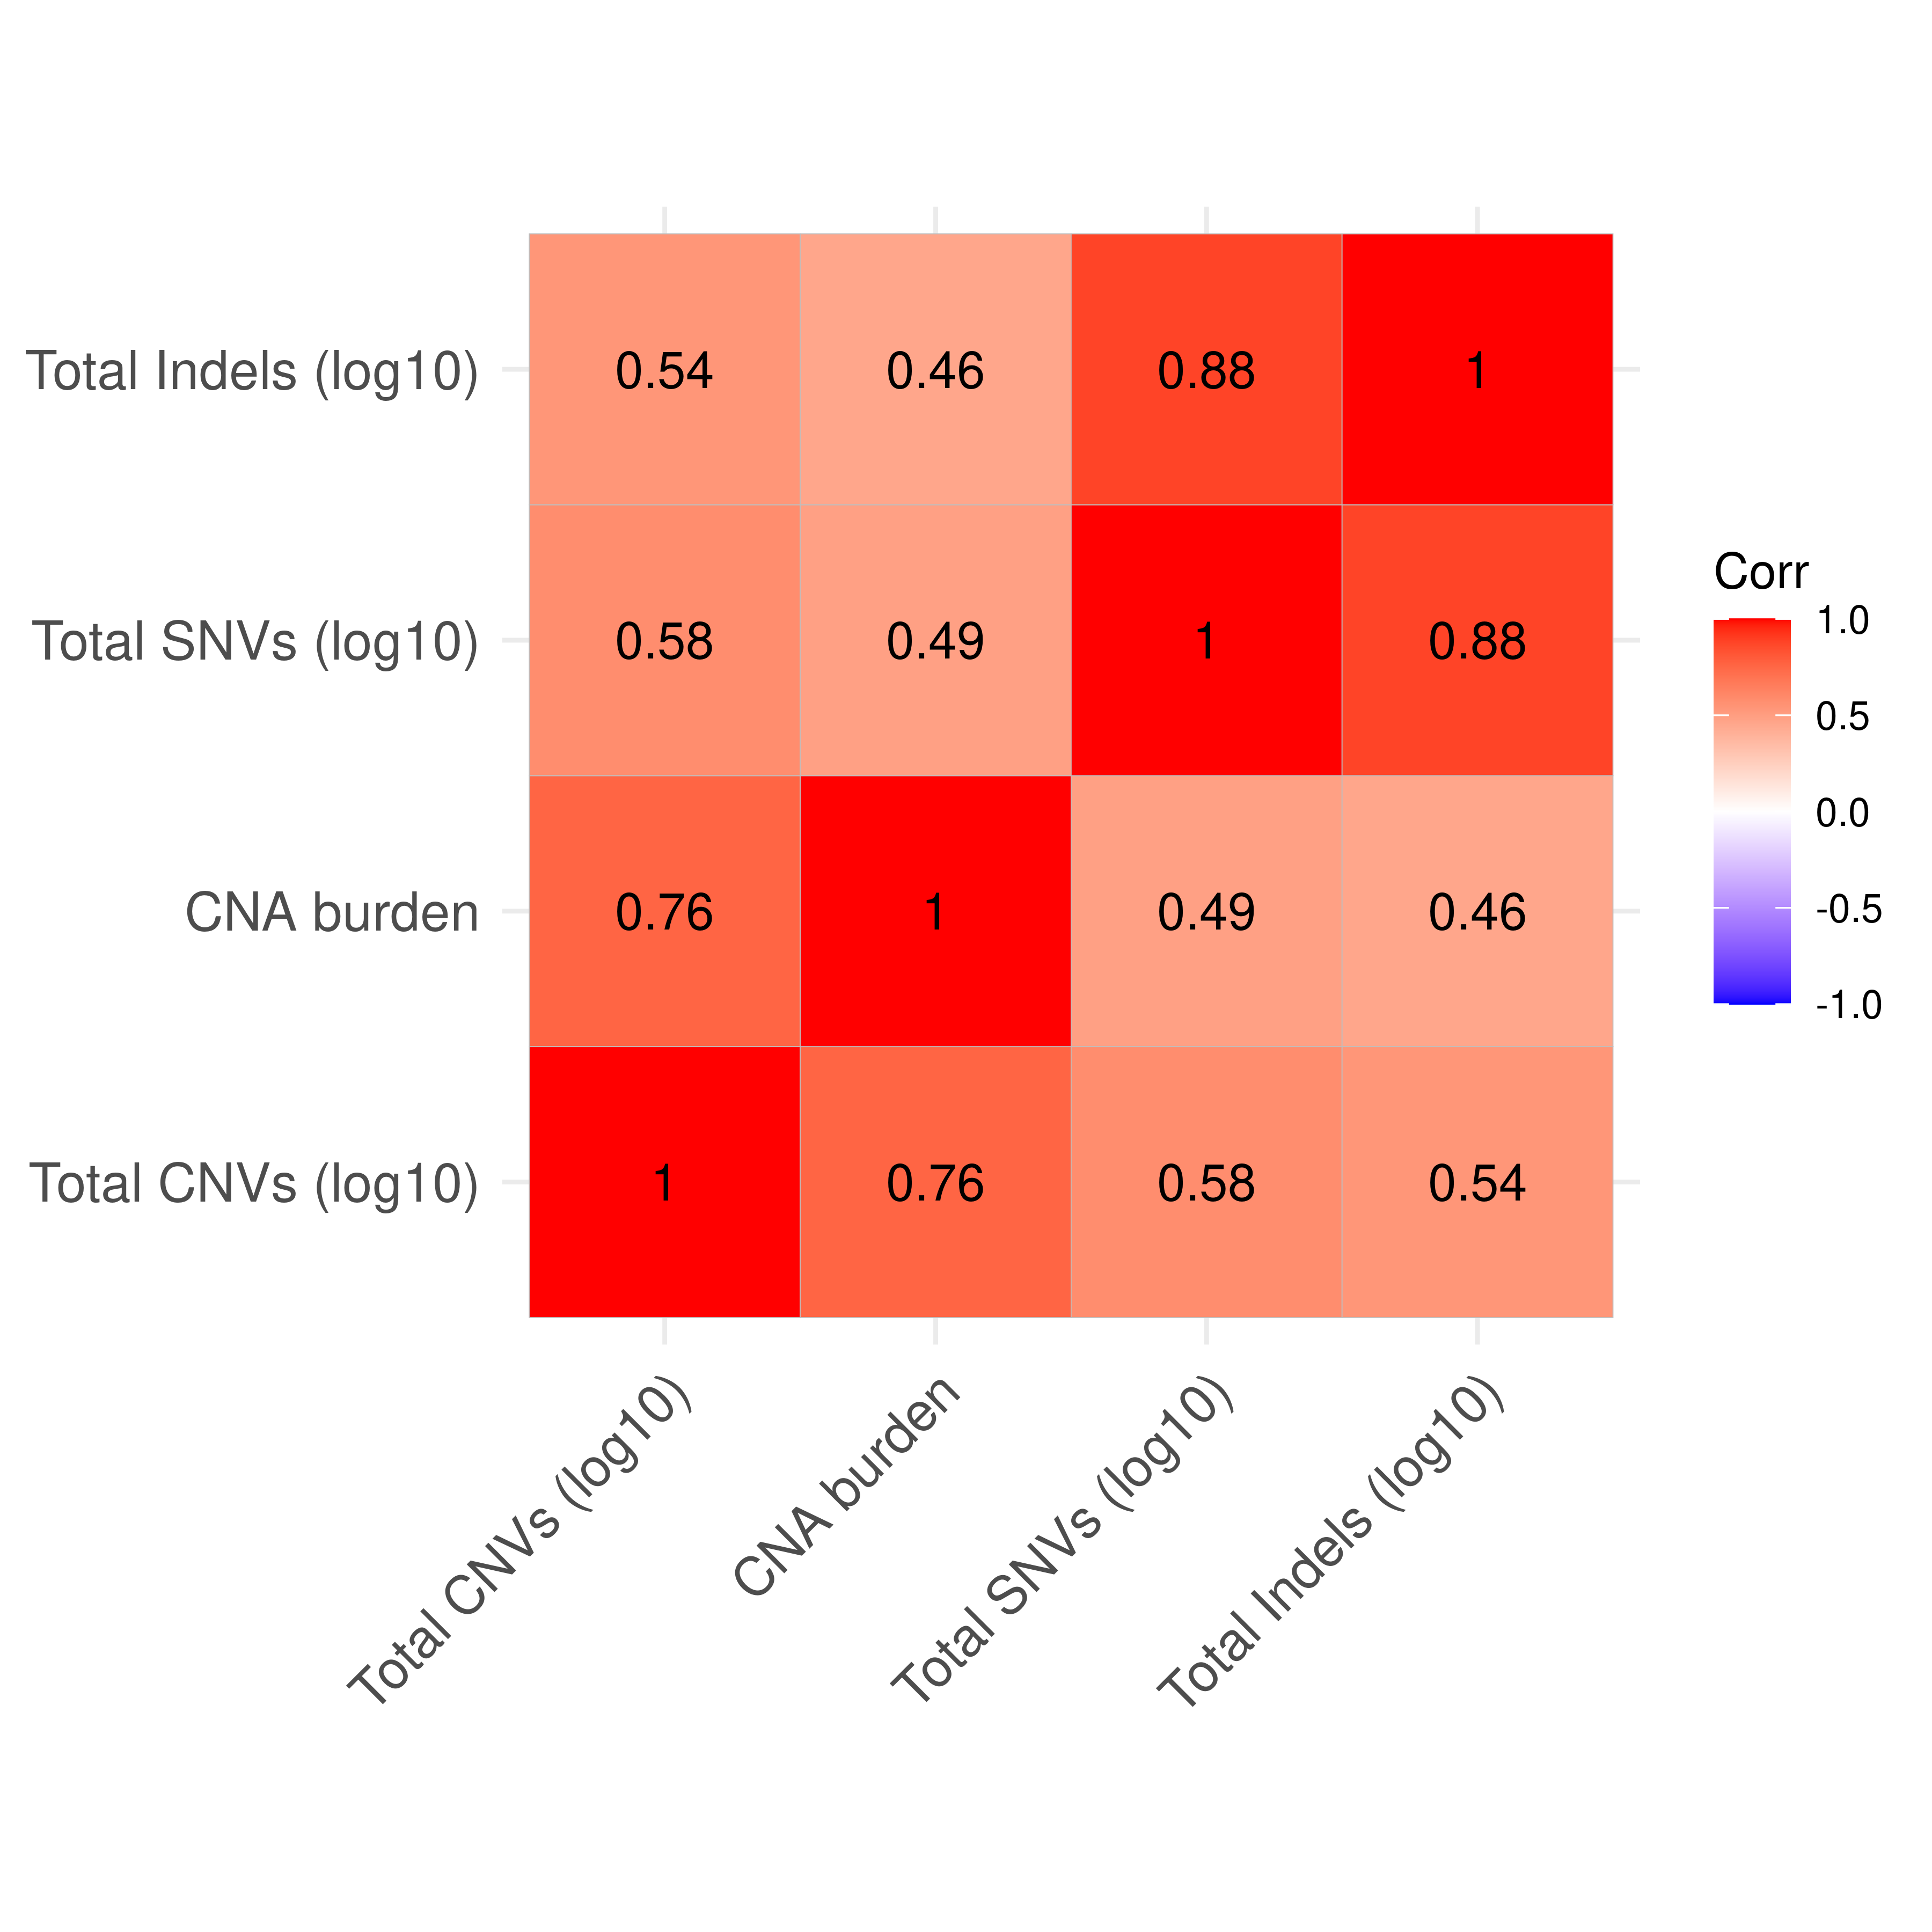 Total Indels (log10) 0.54 0.46 0.88 1
Total SNVs (log10) 0.58 0.49 1 0.88
CNA burden 0.76 1 0.49 0.46
Total CNVs (log10) 1 0.76 0.58 0.54
Total CNVs (log10)
CNA burden
Total SNVs (log10)
Total Indels (log10)
Corr
1.0
0.5
0.0
-0.5
-1.0